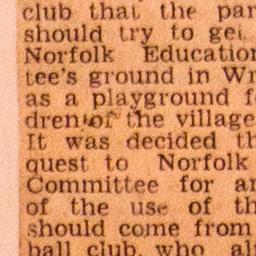 club that the par
should try to get
Norfolk Education
tee's ground in Wr
as a playground f
dren of the village
It was decided th
quest to Norfolk
Committee for an
of the use of th
should come from
ball club, who al